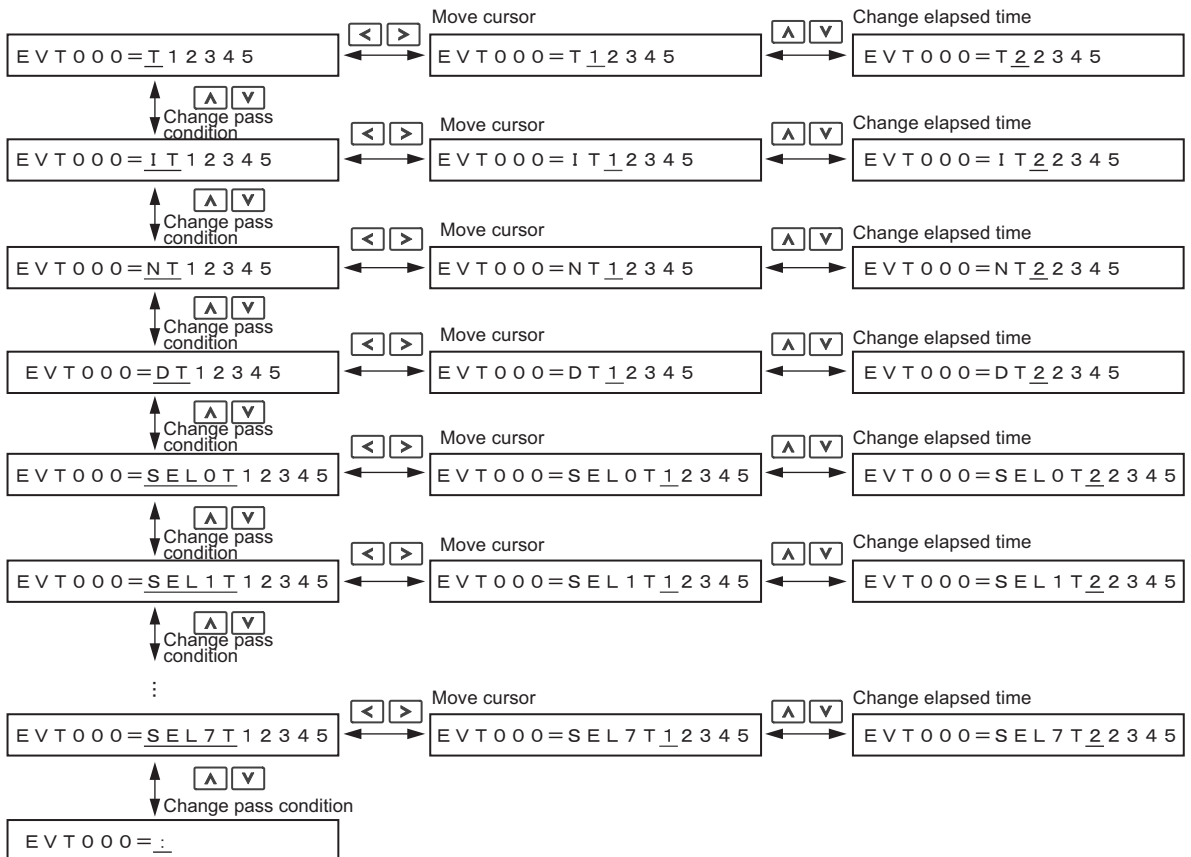 Move cursor
Change elapsed time
EVT000=T12345
< >
EVT000=T12345
∧ ∨
EVT000=T22345
∧ ∨
Change pass
condition
Move cursor
Change elapsed time
EVT000=IT12345
< >
EVT000=IT12345
∧ ∨
EVT000=IT22345
∧ ∨
Change pass
condition
Move cursor
Change elapsed time
EVT000=NT12345
< >
EVT000=NT12345
∧ ∨
EVT000=NT22345
∧ ∨
Change pass
condition
Move cursor
Change elapsed time
EVT000=DT12345
< >
EVT000=DT12345
∧ ∨
EVT000=DT22345
∧ ∨
Change pass
condition
Move cursor
Change elapsed time
EVT000=SEL0T12345
< >
EVT000=SEL0T12345
∧ ∨
EVT000=SEL0T22345
∧ ∨
Change pass
condition
Move cursor
Change elapsed time
EVT000=SEL1T12345
< >
EVT000=SEL1T12345
∧ ∨
EVT000=SEL1T22345
∧ ∨
Change pass
condition
⋮
Move cursor
Change elapsed time
EVT000=SEL7T12345
< >
EVT000=SEL7T12345
∧ ∨
EVT000=SEL7T22345
∧ ∨
Change pass condition
EVT000=: